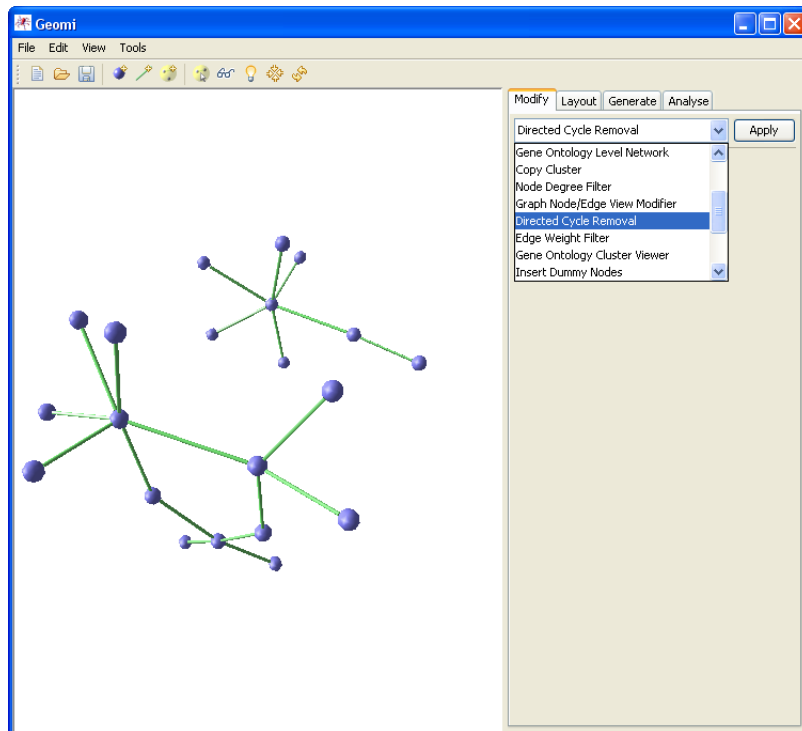 Geomi
File Edit View Tools
Modify Layout Generate Analyse
Directed Cycle Removal Apply
Gene Ontology Level Network
Copy Cluster
Node Degree Filter
Graph Node/Edge View Modifier
Directed Cycle Removal
Edge Weight Filter
Gene Ontology Cluster Viewer
Insert Dummy Nodes